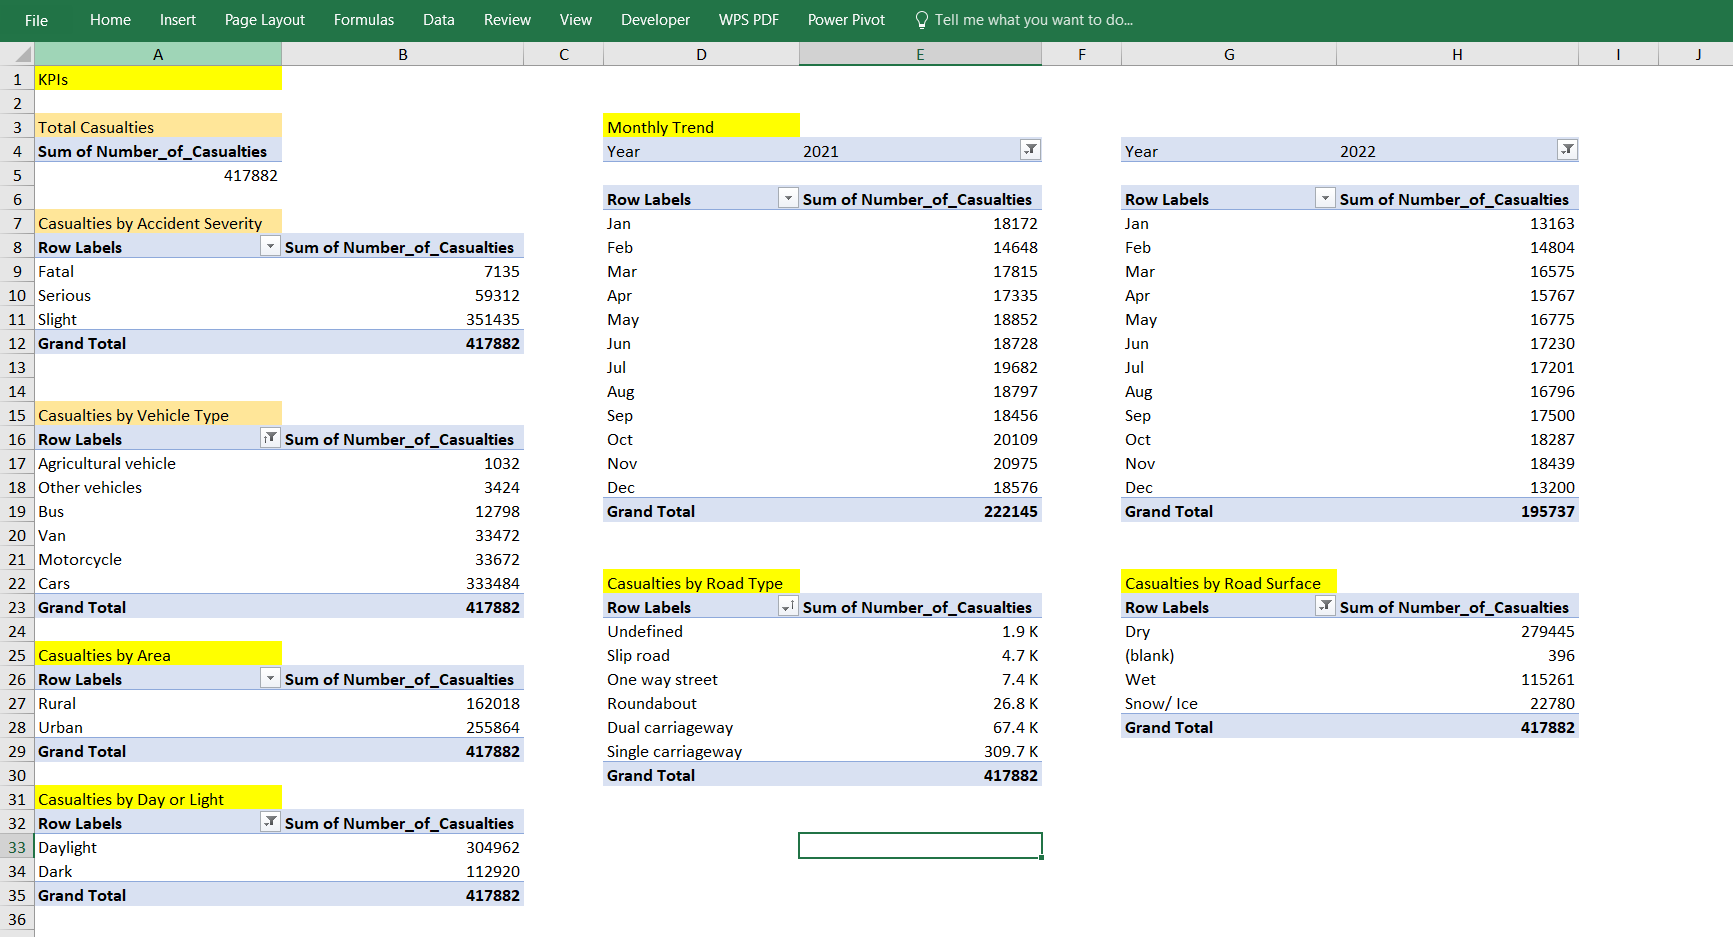 File Home Insert Page Layout Formulas Data Review View Developer WPS PDF Power Pivot Tell me what you want to do...
A B C D E F G H I J
1 KPIs
2
3 Total Casualties Monthly Trend
4 Sum of Number_of_Casualties Year 2021 Year 2022
5 417882
6 Row Labels Sum of Number_of_Casualties Row Labels Sum of Number_of_Casualties
7 Casualties by Accident Severity Jan 18172 Jan 13163
8 Row Labels Sum of Number_of_Casualties Feb 14648 Feb 14804
9 Fatal 7135 Mar 17815 Mar 16575
10 Serious 59312 Apr 17335 Apr 15767
11 Slight 351435 May 18852 May 16775
12 Grand Total 417882 Jun 18728 Jun 17230
13 Jul 19682 Jul 17201
14 Aug 18797 Aug 16796
15 Casualties by Vehicle Type Sep 18456 Sep 17500
16 Row Labels Sum of Number_of_Casualties Oct 20109 Oct 18287
17 Agricultural vehicle 1032 Nov 20975 Nov 18439
18 Other vehicles 3424 Dec 18576 Dec 13200
19 Bus 12798 Grand Total 222145 Grand Total 195737
20 Van 33472
21 Motorcycle 33672
22 Cars 333484 Casualties by Road Type Casualties by Road Surface
23 Grand Total 417882 Row Labels Sum of Number_of_Casualties Row Labels Sum of Number_of_Casualties
24 Undefined 1.9 K Dry 279445
25 Casualties by Area Slip road 4.7 K (blank) 396
26 Row Labels Sum of Number_of_Casualties One way street 7.4 K Wet 115261
27 Rural 162018 Roundabout 26.8 K Snow/ Ice 22780
28 Urban 255864 Dual carriageway 67.4 K Grand Total 417882
29 Grand Total 417882 Single carriageway 309.7 K
30 Grand Total 417882
31 Casualties by Day or Light
32 Row Labels Sum of Number_of_Casualties
33 Daylight 304962
34 Dark 112920
35 Grand Total 417882
36